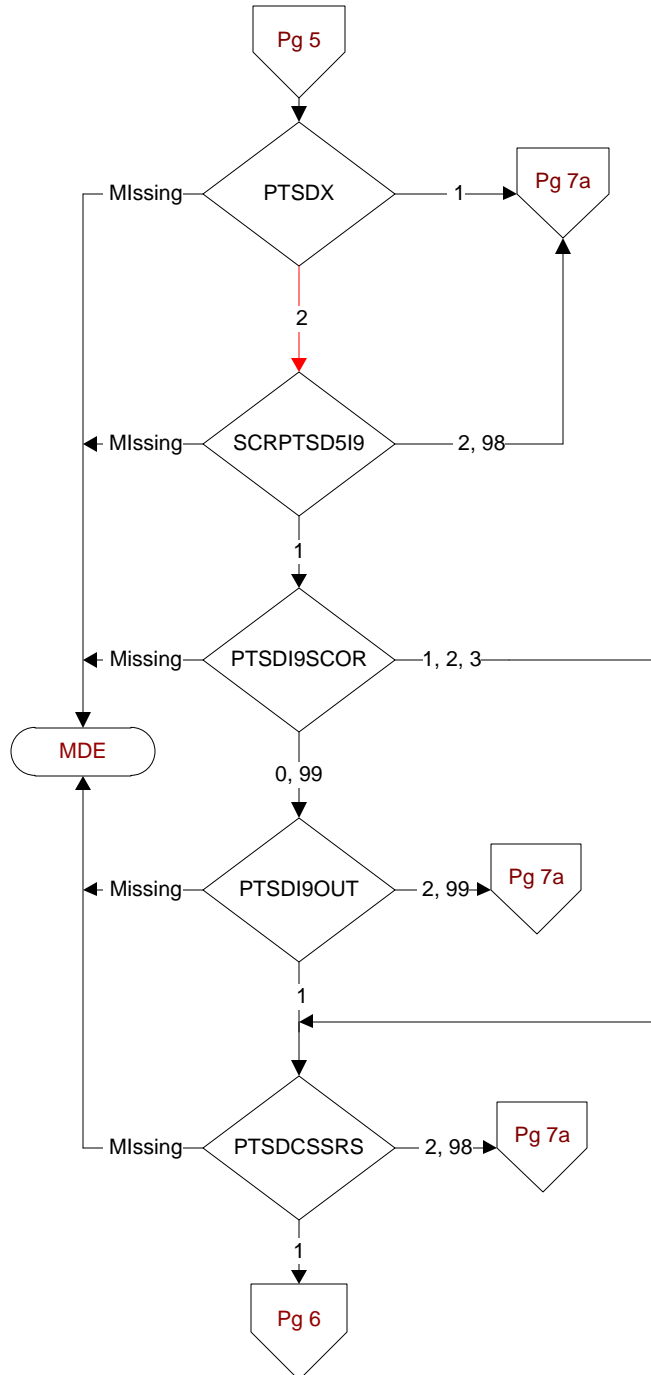 Pg 5
MIssing
PTSDX
1
Pg 7a
2
MIssing
SCRPTSD5I9
2, 98
1
Missing
PTSDI9SCOR
1, 2, 3
MDE
0, 99
Missing
PTSDI9OUT
2, 99
Pg 7a
1
MIssing
PTSDCSSRS
2, 98
Pg 7a
1
Pg 6